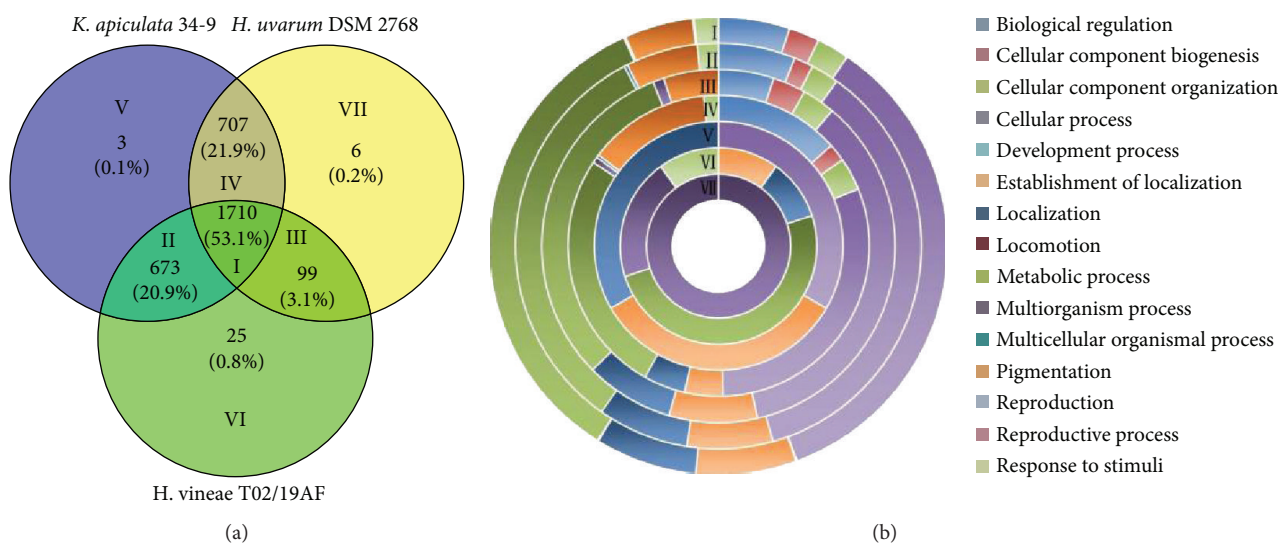 K. apiculata 34-9
H. uvarum DSM 2768
V
3
(0.1%)
707
(21.9%)
IV
VII
6
(0.2%)
1710
(53.1%)
I
II
673
(20.9%)
III
99
(3.1%)
25
(0.8%)
VI
H. vineae T02/19AF
(a)
I
II
III
IV
V
VI
VII
(b)
Biological regulation
Cellular component biogenesis
Cellular component organization
Cellular process
Development process
Establishment of localization
Localization
Locomotion
Metabolic process
Multiorganism process
Multicellular organismal process
Pigmentation
Reproduction
Reproductive process
Response to stimuli